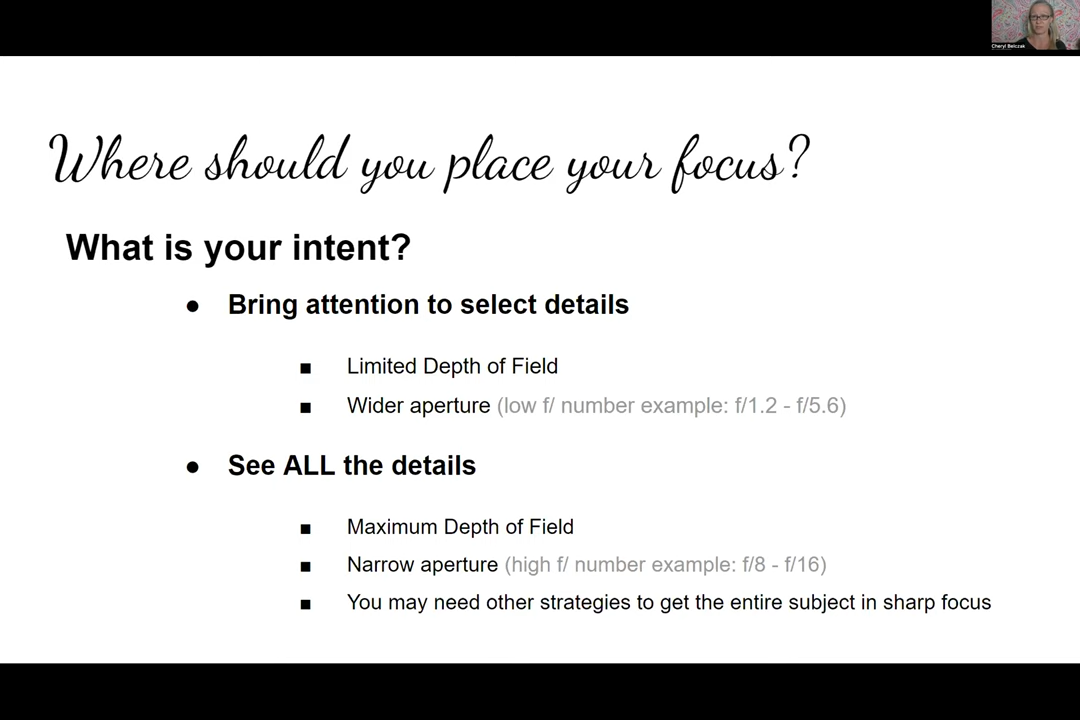 Cheryl Belczak
Where should you place your focus?
What is your intent?
● Bring attention to select details
■ Limited Depth of Field
■ Wider aperture (low f/ number example: f/1.2 - f/5.6)
● See ALL the details
■ Maximum Depth of Field
■ Narrow aperture (high f/ number example: f/8 - f/16)
■ You may need other strategies to get the entire subject in sharp focus